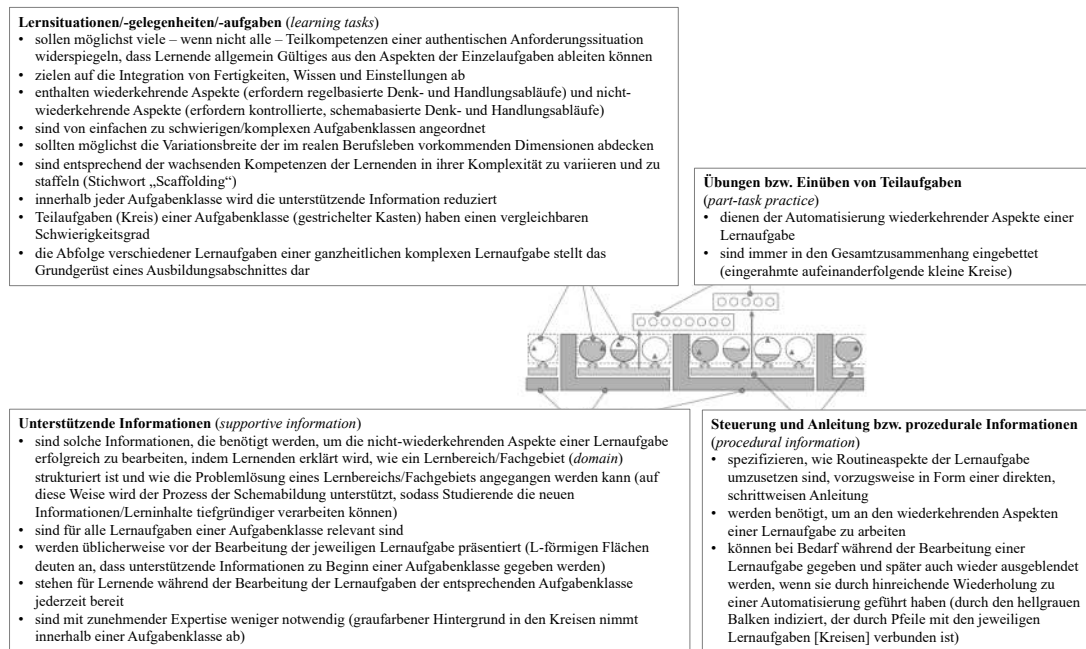 Lernsituationen/-gelegenheiten/-aufgaben (learning tasks)
• sollen möglichst viele – wenn nicht alle – Teilkompetenzen einer authentischen Anforderungssituation
widerspiegeln, dass Lernende allgemein Gültiges aus den Aspekten der Einzelaufgaben ableiten können
• zielen auf die Integration von Fertigkeiten, Wissen und Einstellungen ab
• enthalten wiederkehrende Aspekte (erfordern regelbasierte Denk- und Handlungsabläufe) und nicht-
wiederkehrende Aspekte (erfordern kontrollierte, schemabasierte Denk- und Handlungsabläufe)
• sind von einfachen zu schwierigen/komplexen Aufgabenklassen angeordnet
• sollten möglichst die Variationsbreite der im realen Berufsleben vorkommenden Dimensionen abdecken
• sind entsprechend der wachsenden Kompetenzen der Lernenden in ihrer Komplexität zu variieren und zu
staffeln (Stichwort „Scaffolding“)
• innerhalb jeder Aufgabenklasse wird die unterstützende Information reduziert
• Teilaufgaben (Kreis) einer Aufgabenklasse (gestrichelter Kasten) haben einen vergleichbaren
Schwierigkeitsgrad
• die Abfolge verschiedener Lernaufgaben einer ganzheitlichen komplexen Lernaufgabe stellt das
Grundgerüst eines Ausbildungsabschnittes dar
Übungen bzw. Einüben von Teilaufgaben
(part-task practice)
• dienen der Automatisierung wiederkehrender Aspekte einer
Lernaufgabe
• sind immer in den Gesamtzusammenhang eingebettet
(eingerahmte aufeinanderfolgende kleine Kreise)
Unterstützende Informationen (supportive information)
• sind solche Informationen, die benötigt werden, um die nicht-wiederkehrenden Aspekte einer Lernaufgabe
erfolgreich zu bearbeiten, indem Lernenden erklärt wird, wie ein Lernbereich/Fachgebiet (domain)
strukturiert ist und wie die Problemlösung eines Lernbereichs/Fachgebiets angegangen werden kann (auf
diese Weise wird der Prozess der Schemabildung unterstützt, sodass Studierende die neuen
Informationen/Lerninhalte tiefgründiger verarbeiten können)
• sind für alle Lernaufgaben einer Aufgabenklasse relevant sind
• werden üblicherweise vor der Bearbeitung der jeweiligen Lernaufgabe präsentiert (L-förmigen Flächen
deuten an, dass unterstützende Informationen zu Beginn einer Aufgabenklasse gegeben werden)
• stehen für Lernende während der Bearbeitung der Lernaufgaben der entsprechenden Aufgabenklasse
jederzeit bereit
• sind mit zunehmender Expertise weniger notwendig (graufarbener Hintergrund in den Kreisen nimmt
innerhalb einer Aufgabenklasse ab)
Steuerung und Anleitung bzw. prozedurale Informationen
(procedural information)
• spezifizieren, wie Routineaspekte der Lernaufgabe
umzusetzen sind, vorzugsweise in Form einer direkten,
schrittweisen Anleitung
• werden benötigt, um an den wiederkehrenden Aspekten
einer Lernaufgabe zu arbeiten
• können bei Bedarf während der Bearbeitung einer
Lernaufgabe gegeben und später auch wieder ausgeblendet
werden, wenn sie durch hinreichende Wiederholung zu
einer Automatisierung geführt haben (durch den hellgrauen
Balken indiziert, der durch Pfeile mit den jeweiligen
Lernaufgaben [Kreisen] verbunden ist)